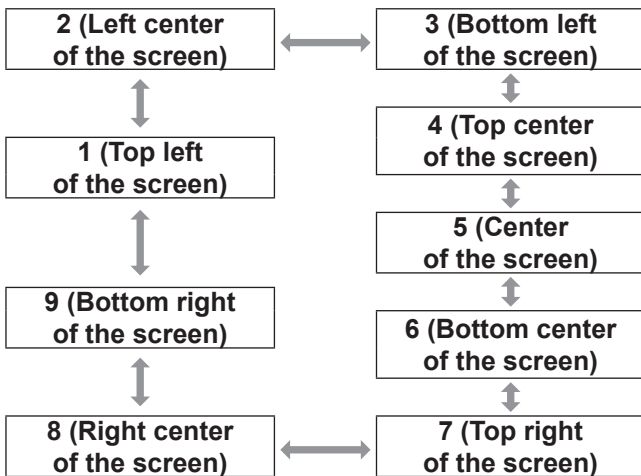 2 (Left center
of the screen)
3 (Bottom left
of the screen)
1 (Top left
of the screen)
4 (Top center
of the screen)
5 (Center
of the screen)
9 (Bottom right
of the screen)
6 (Bottom center
of the screen)
8 (Right center
of the screen)
7 (Top right
of the screen)